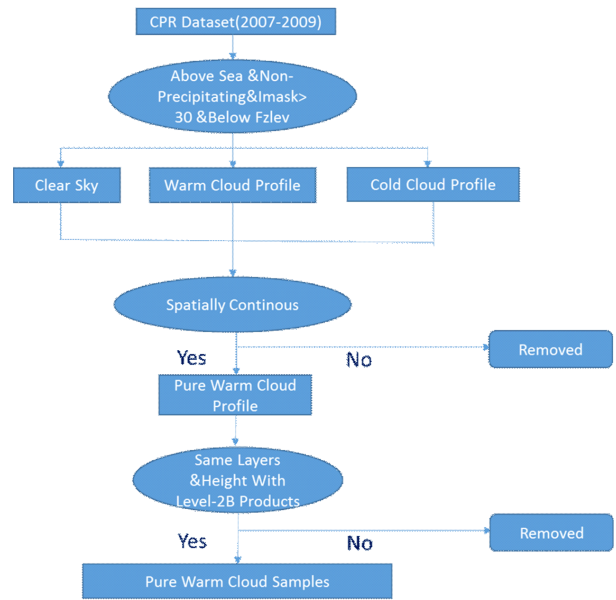 CPR Dataset(2007-2009)
Above Sea &Non-
Precipitating&Imask>
30 &Below Fzlev
Clear Sky
Warm Cloud Profile
Cold Cloud Profile
Spatially Continous
Yes
No
Removed
Pure Warm Cloud
Profile
Same Layers
&Height With
Level-2B Products
Yes
No
Removed
Pure Warm Cloud Samples